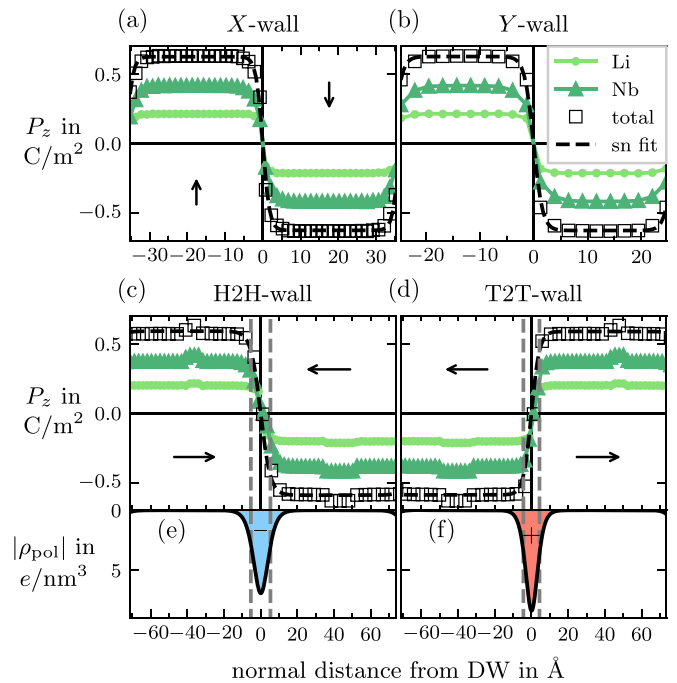 (a) X-wall
(b) Y-wall
Li
Nb
total
sn fit
P_z in
C/m²
0.5
0.0
−0.5
−30 −20 −10 0 10 20 30
−20 −10 0 10 20
(c) H2H-wall
(d) T2T-wall
P_z in
C/m²
0.5
0.0
−0.5
(e) −
(f) +
|ρ_pol| in
e/nm³
0
5
−60 −40 −20 0 20 40 60
−60 −40 −20 0 20 40 60
normal distance from DW in Å